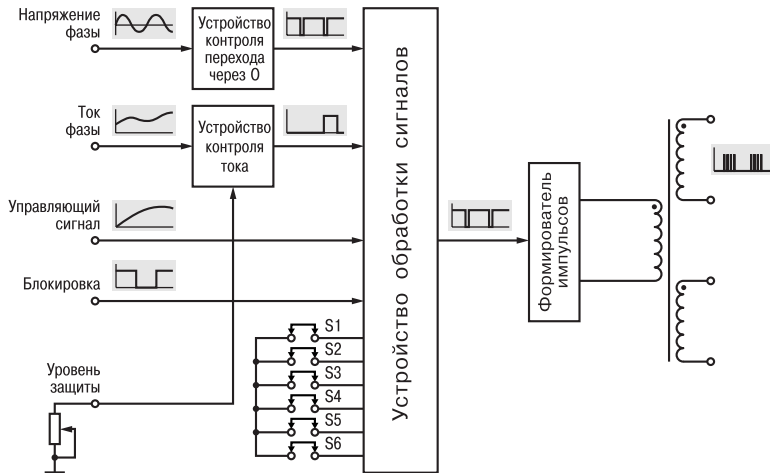 Напряжение
фазы
Устройство
контроля
перехода
через 0
Ток
фазы
Устройство
контроля
тока
Управляющий
сигнал
Блокировка
Уровень
защиты
S1
S2
S3
S4
S5
S6
Устройство обработки сигналов
Формирователь
импульсов